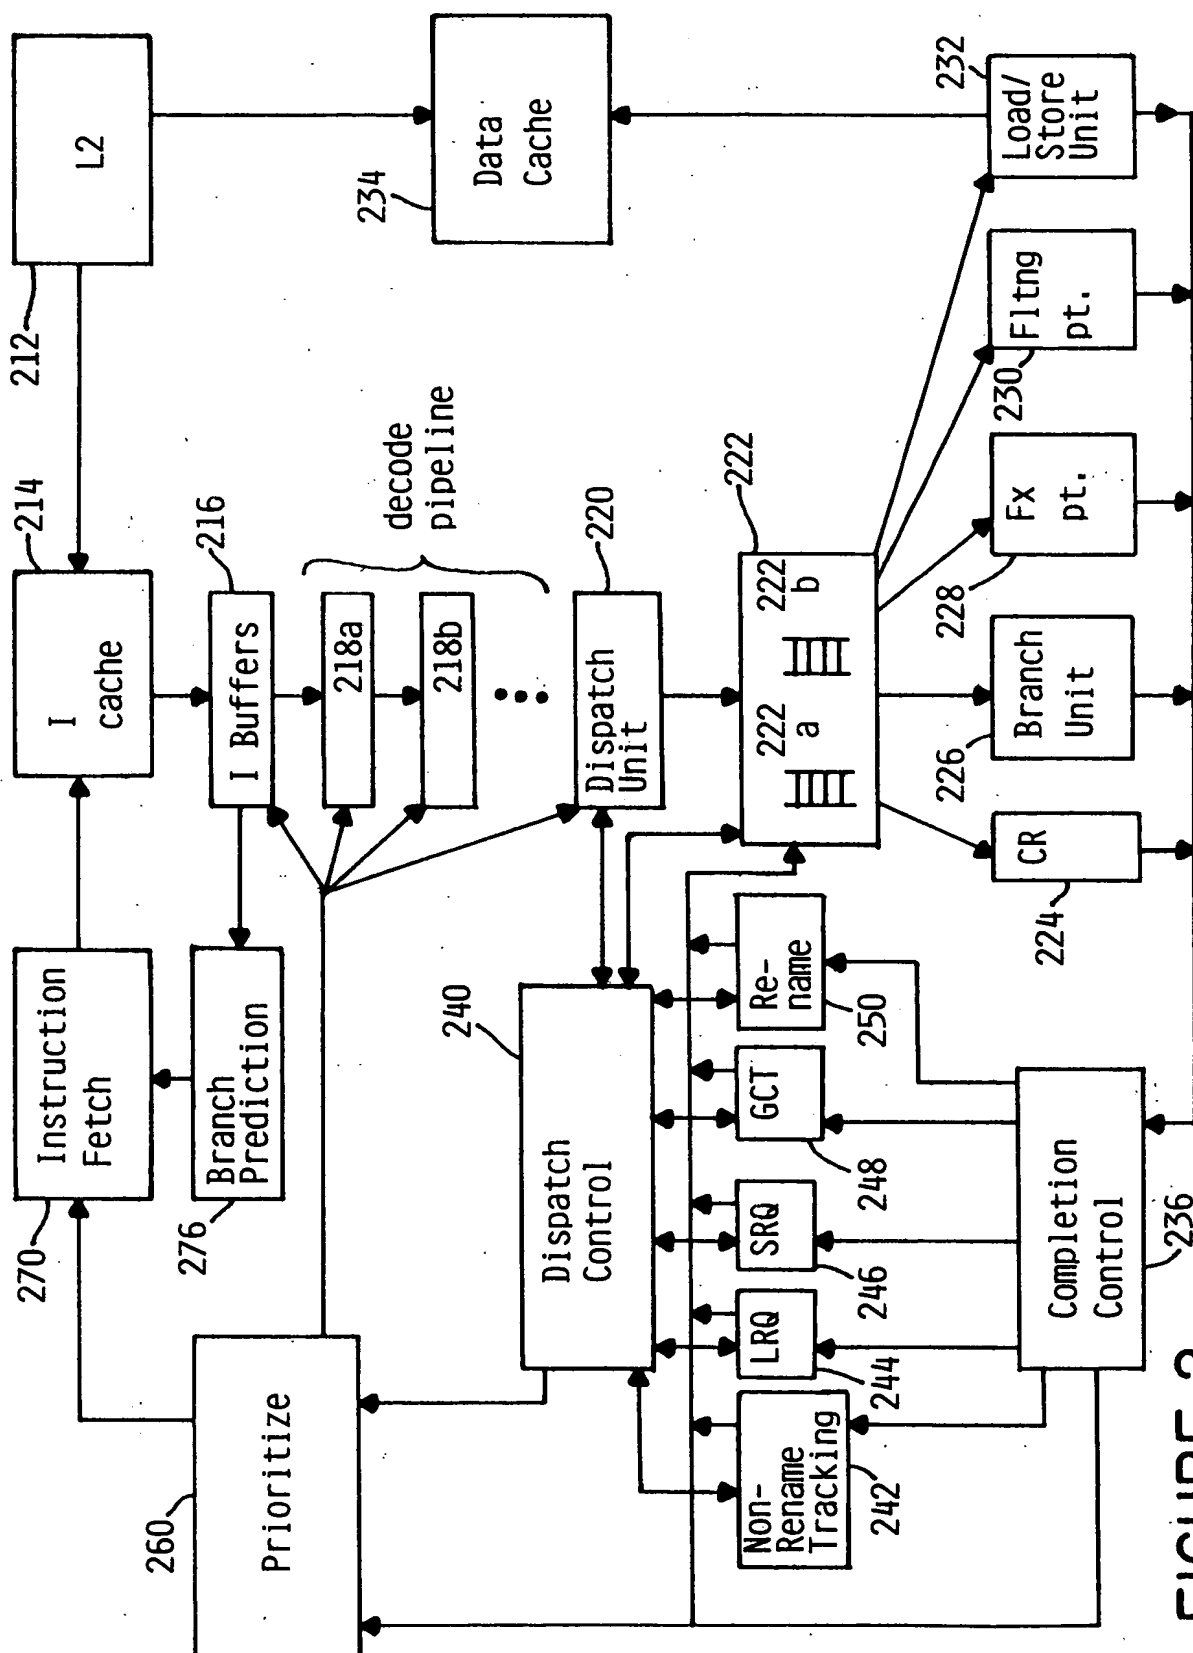 260
Prioritize
270
Instruction
Fetch
276
Branch
Prediction
214
I
cache
212
L2
216
I Buffers
218a
218b
decode
pipeline
234
Data
Cache
240
Dispatch
Control
220
Dispatch
Unit
242
Non-
Rename
Tracking
244
LRQ
246
SRQ
248
GCT
250
Re-
name
222
222
a
222
b
224
CR
226
Branch
Unit
228
Fx
pt.
230
Fltng
pt.
232
Load/
Store
Unit
236
Completion
Control
FIGURE 2